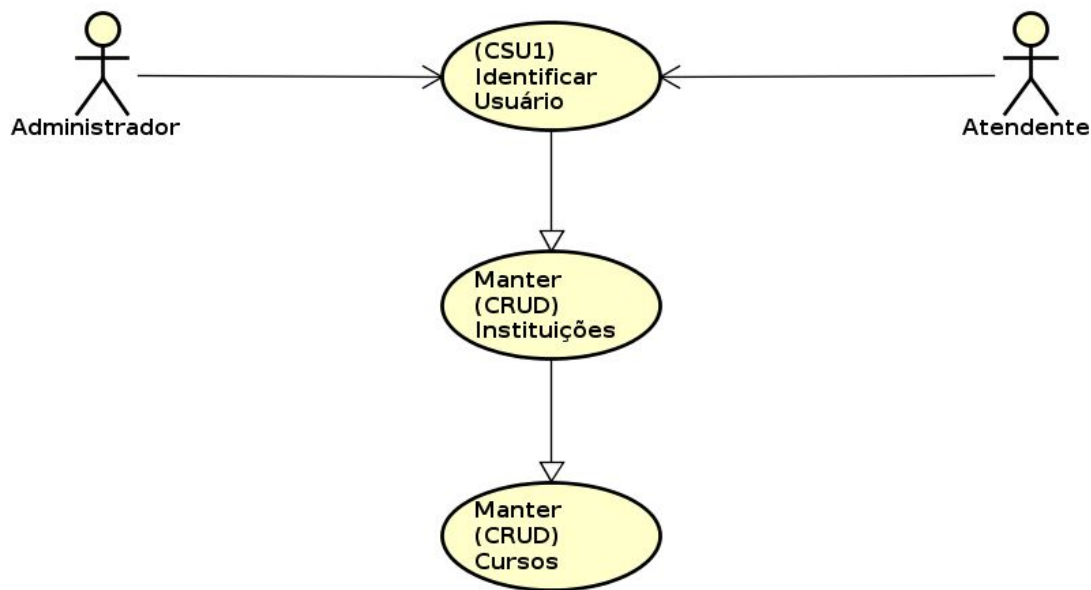 (CSU1)
Identificar
Usuário
Administrador
Atendente
Manter
(CRUD)
Instituições
Manter
(CRUD)
Cursos